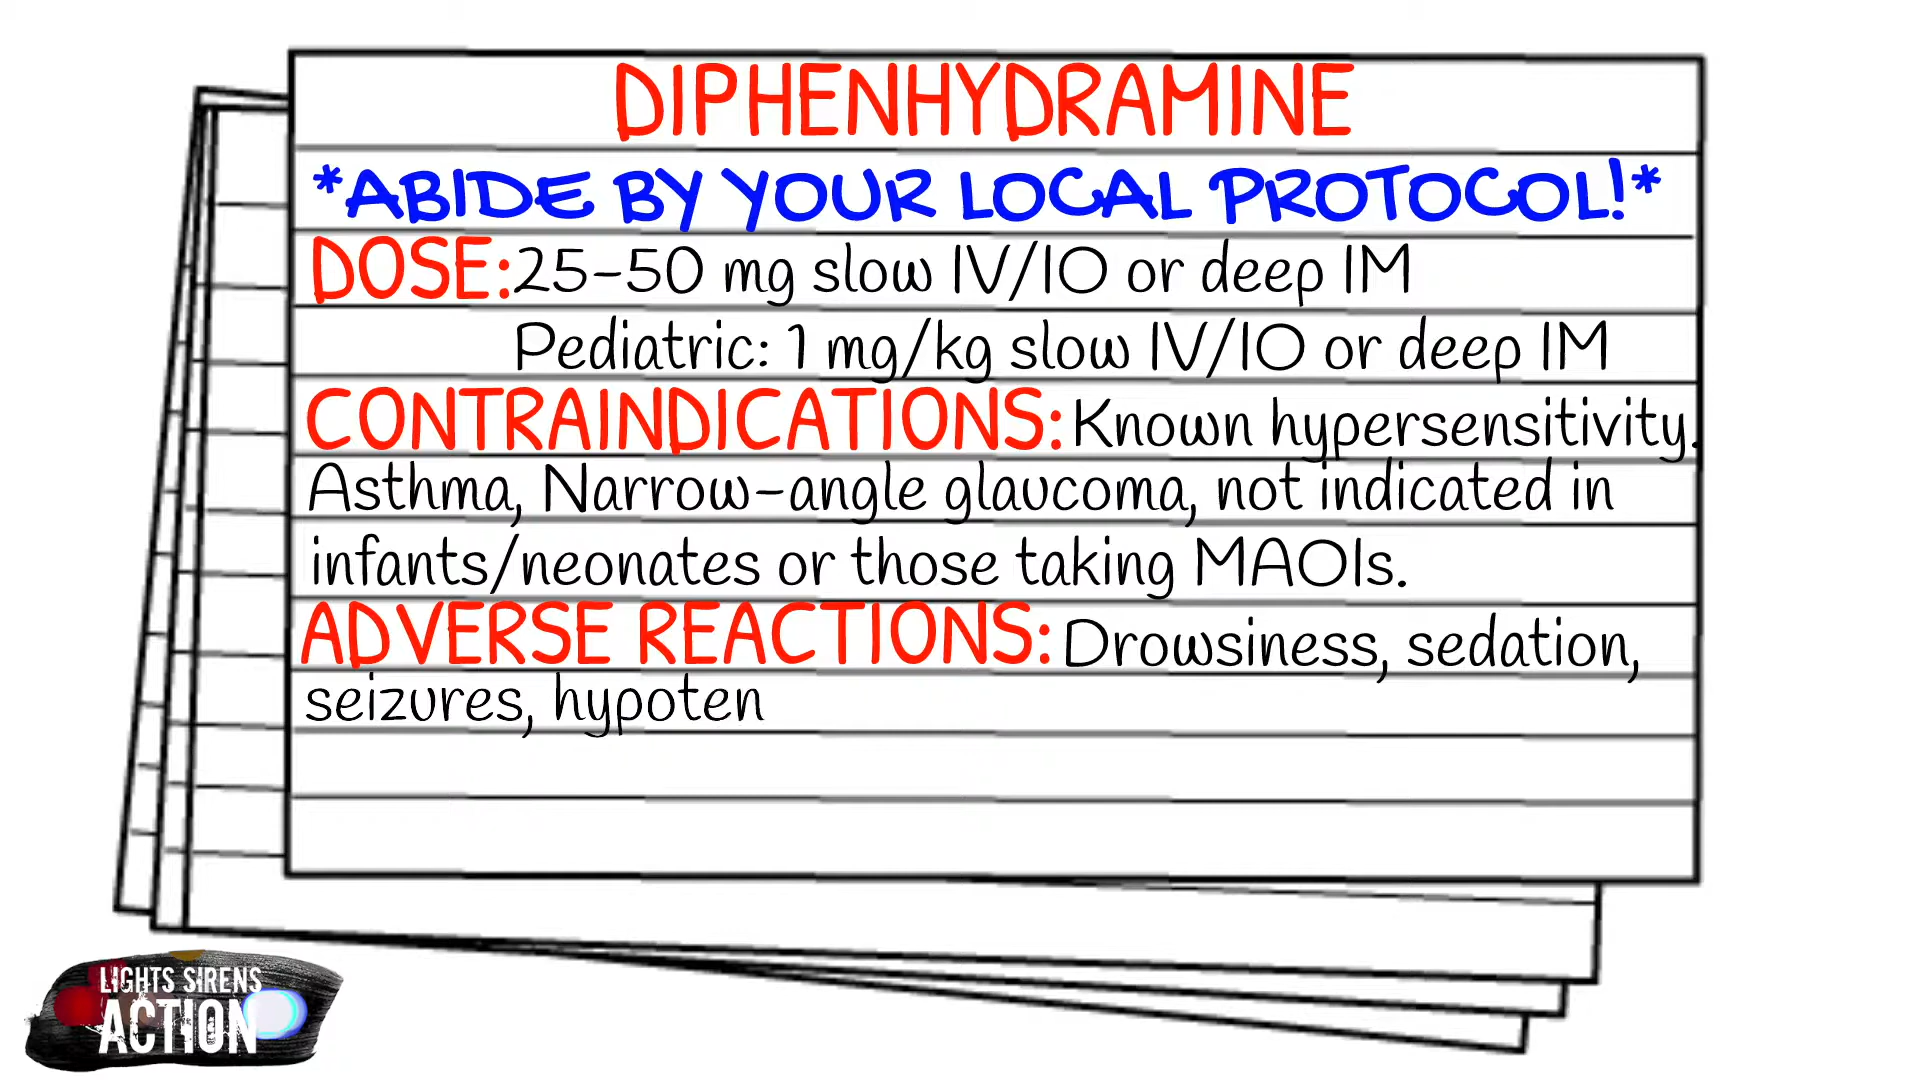 DIPHENHYDRAMINE
*ABIDE BY YOUR LOCAL PROTOCOL!*
DOSE: 25-50 mg slow IV/IO or deep IM
Pediatric: 1 mg/kg slow IV/IO or deep IM
CONTRAINDICATIONS: Known hypersensitivity.
Asthma, Narrow-angle glaucoma, not indicated in
infants/neonates or those taking MAOIs.
ADVERSE REACTIONS: Drowsiness, sedation,
seizures, hypoten
LIGHTS SIRENS
ACTION